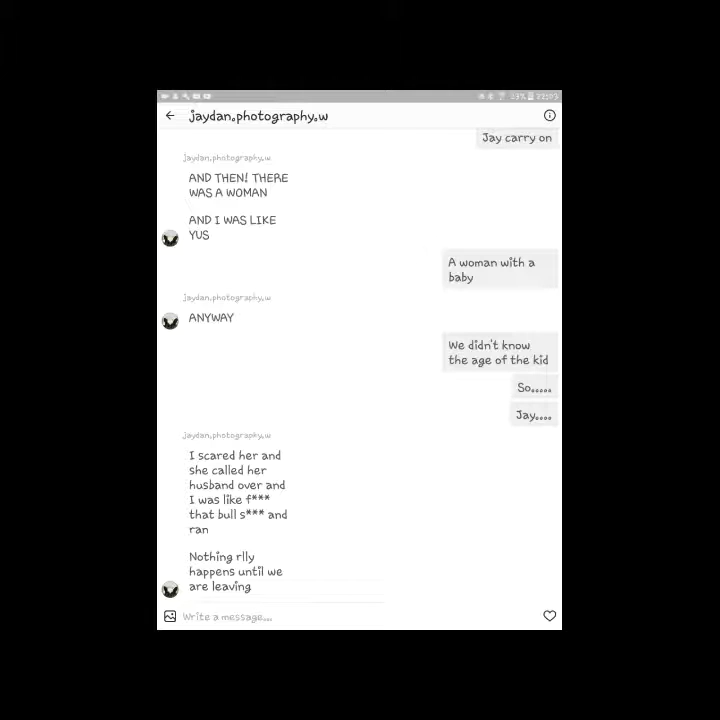 33% 22:03
jaydan.photography.w
Jay carry on
jaydan.photography.w
AND THEN! THERE
WAS A WOMAN
AND I WAS LIKE
YUS
A woman with a
baby
jaydan.photography.w
ANYWAY
We didn't know
the age of the kid
So.....
Jay....
jaydan.photography.w
I scared her and
she called her
husband over and
I was like f***
that bull s*** and
ran
Nothing rlly
happens until we
are leaving
Write a message...